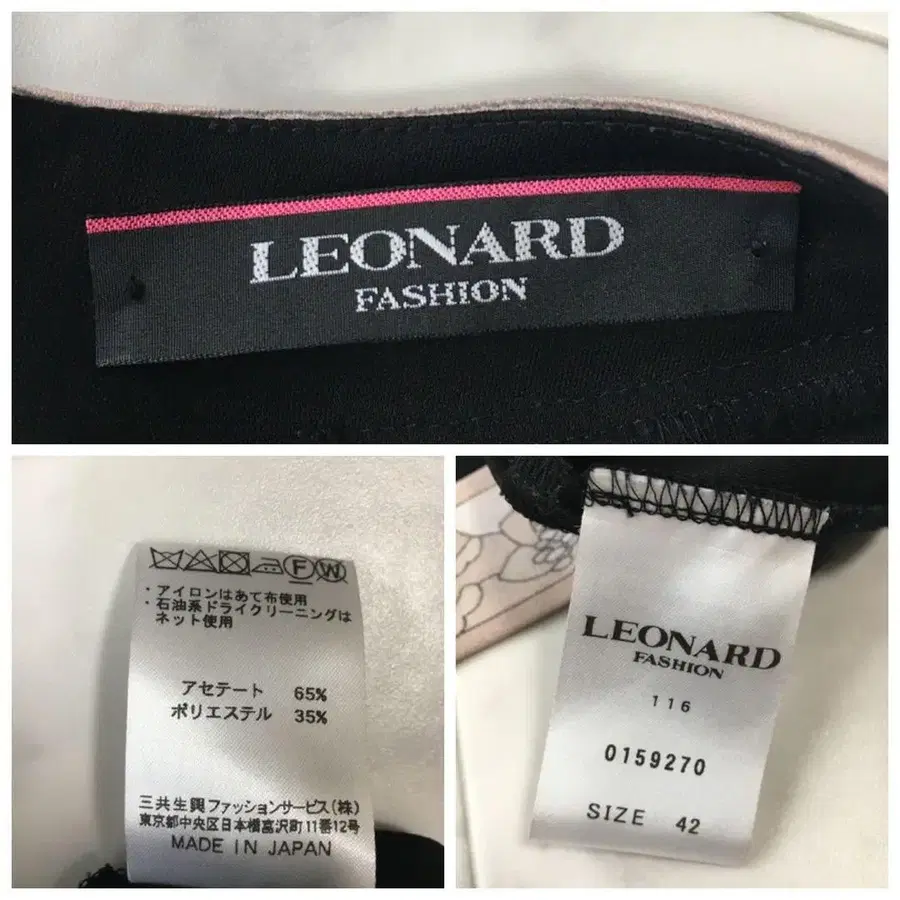 LEONARD
FASHION
F W
・アイロンはあて布使用
・石油系ドライクリーニングは
ネット使用
アセテート 65%
ポリエステル 35%
三共生興ファッションサービス(株)
東京都中央区日本橋富沢町11番12号
MADE IN JAPAN
LEONARD
FASHION
116
0159270
SIZE 42